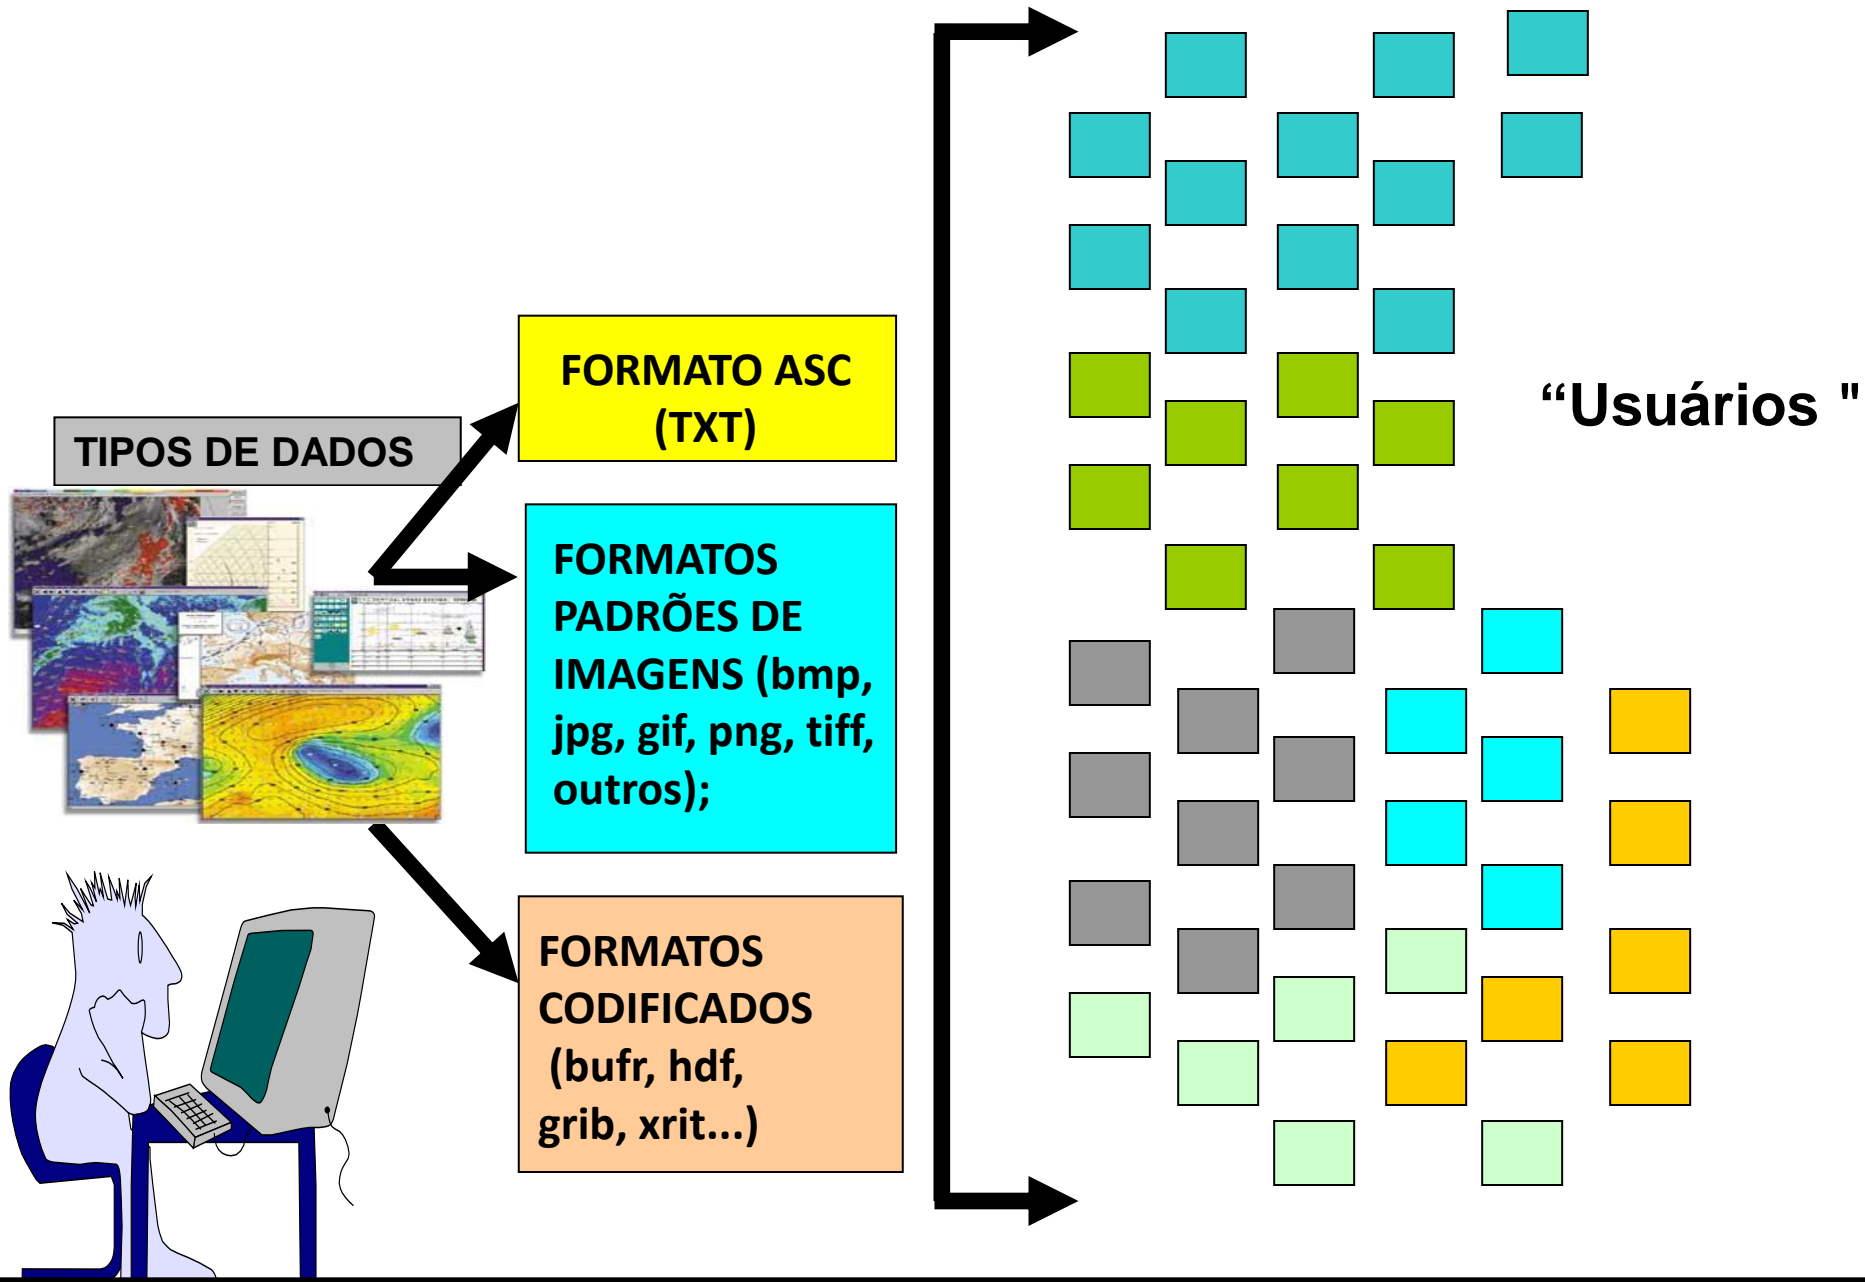 TIPOS DE DADOS
FORMATO ASC
(TXT)
FORMATOS
PADRÕES DE
IMAGENS (bmp,
jpg, gif, png, tiff,
outros);
FORMATOS
CODIFICADOS
(bufr, hdf,
grib, xrit...)
“Usuários "